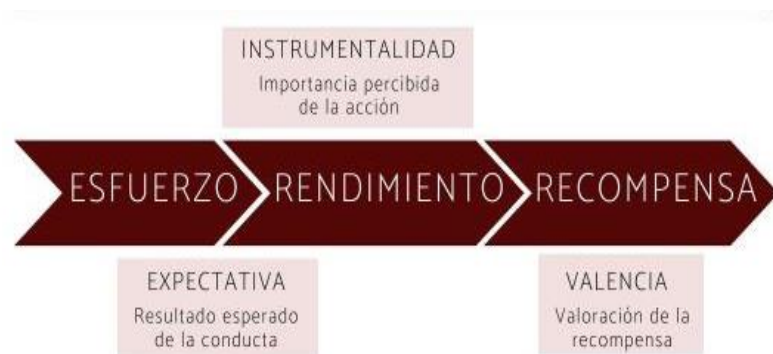 INSTRUMENTALIDAD
Importancia percibida
de la acción
ESFUERZO
RENDIMIENTO
RECOMPENSA
EXPECTATIVA
Resultado esperado
de la conducta
VALENCIA
Valoración de la
recompensa